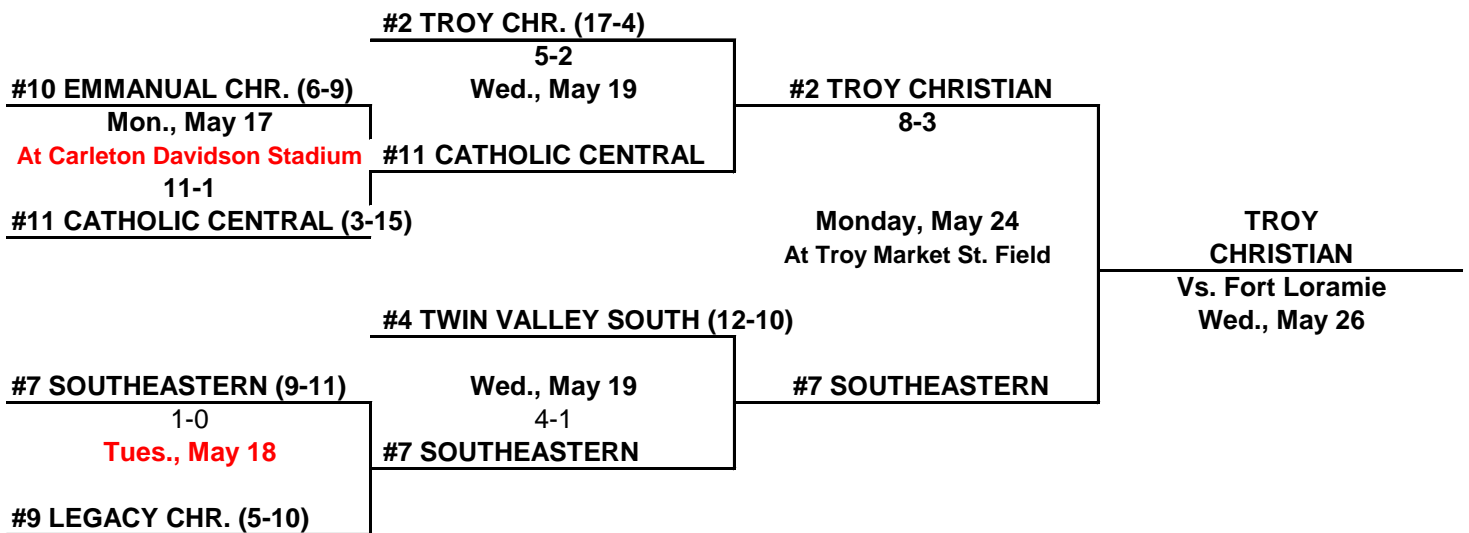 #2 TROY CHR. (17-4)
5-2
Wed., May 19
#10 EMMANUAL CHR. (6-9)
Mon., May 17
At Carleton Davidson Stadium
11-1
#11 CATHOLIC CENTRAL (3-15)
#11 CATHOLIC CENTRAL
#2 TROY CHRISTIAN
8-3
Monday, May 24
At Troy Market St. Field
TROY
CHRISTIAN
Vs. Fort Loramie
Wed., May 26
#4 TWIN VALLEY SOUTH (12-10)
Wed., May 19
4-1
#7 SOUTHEASTERN (9-11)
1-0
Tues., May 18
#9 LEGACY CHR. (5-10)
#7 SOUTHEASTERN
#7 SOUTHEASTERN